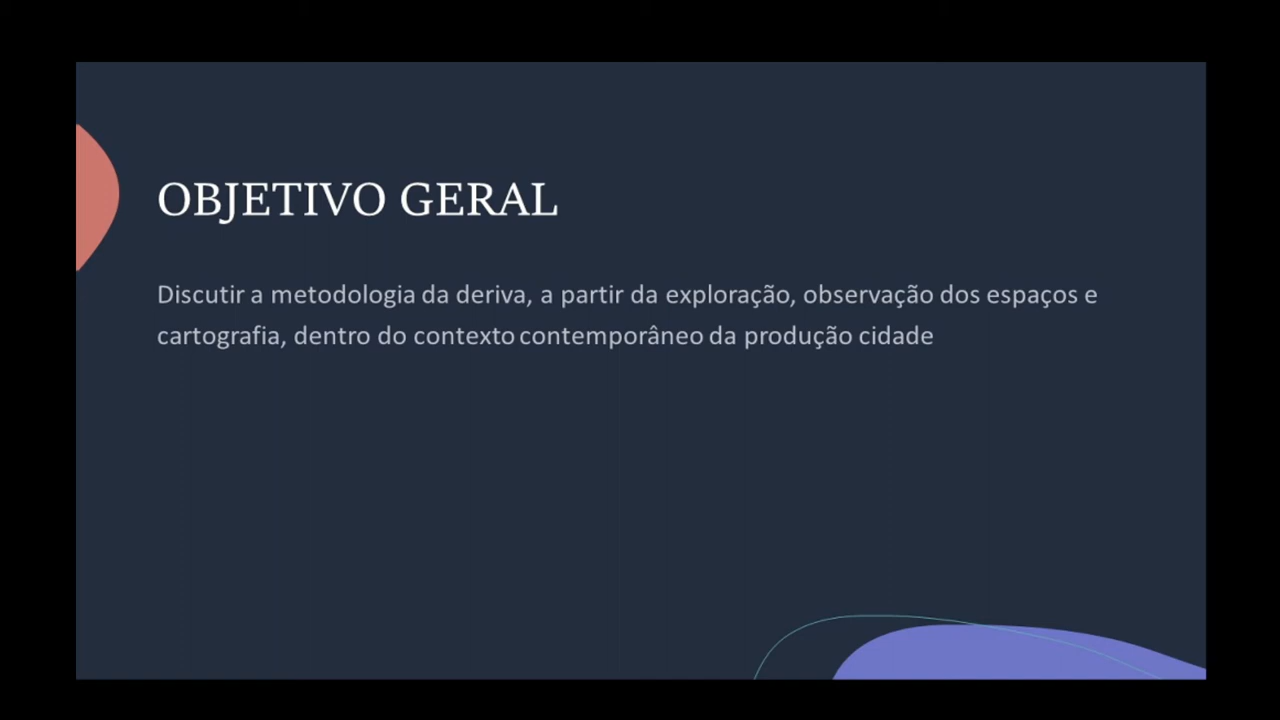 OBJETIVO GERAL
Discutir a metodologia da deriva, a partir da exploração, observação dos espaços e
cartografia, dentro do contexto contemporâneo da produção cidade